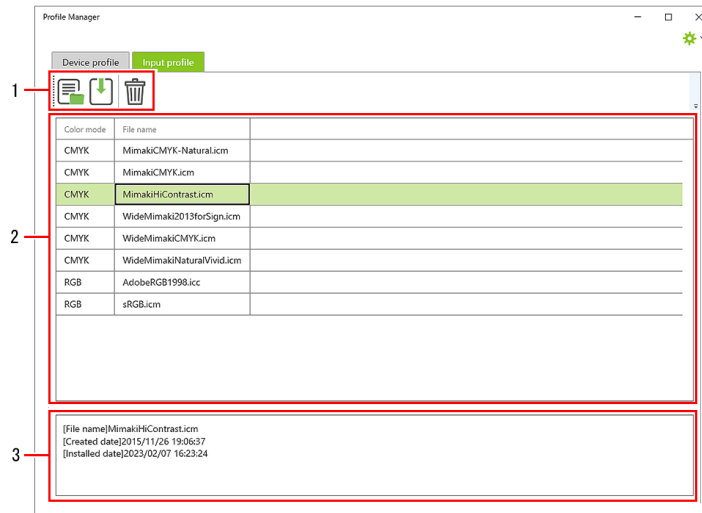 Profile Manager
Device profile Input profile
1
Color mode File name
CMYK MimakiCMYK-Natural.icm
CMYK MimakiCMYK.icm
CMYK MimakiHiContrast.icm
CMYK WideMimaki2013forSign.icm
2
CMYK WideMimakiCMYK.icm
CMYK WideMimakiNaturalVivid.icm
RGB AdobeRGB1998.icc
RGB sRGB.icm
[File name]MimakiHiContrast.icm
[Created date]2015/11/26 19:06:37
3
[Installed date]2023/02/07 16:23:24